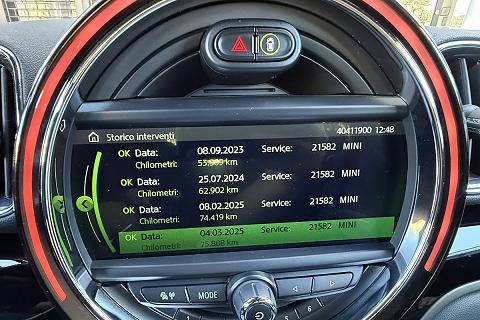 Storico interventi 40411900 12:48
OK Data: 08.09.2023 Service: 21582 MINI
Chilometri: 53.989 km
OK Data: 25.07.2024 Service: 21582 MINI
Chilometri: 62.902 km
OK Data: 08.02.2025 Service: 21582 MINI
Chilometri: 74.419 km
OK Data: 04.03.2025 Service: 21582 MINI
Chilometri: 75.808 km
MODE